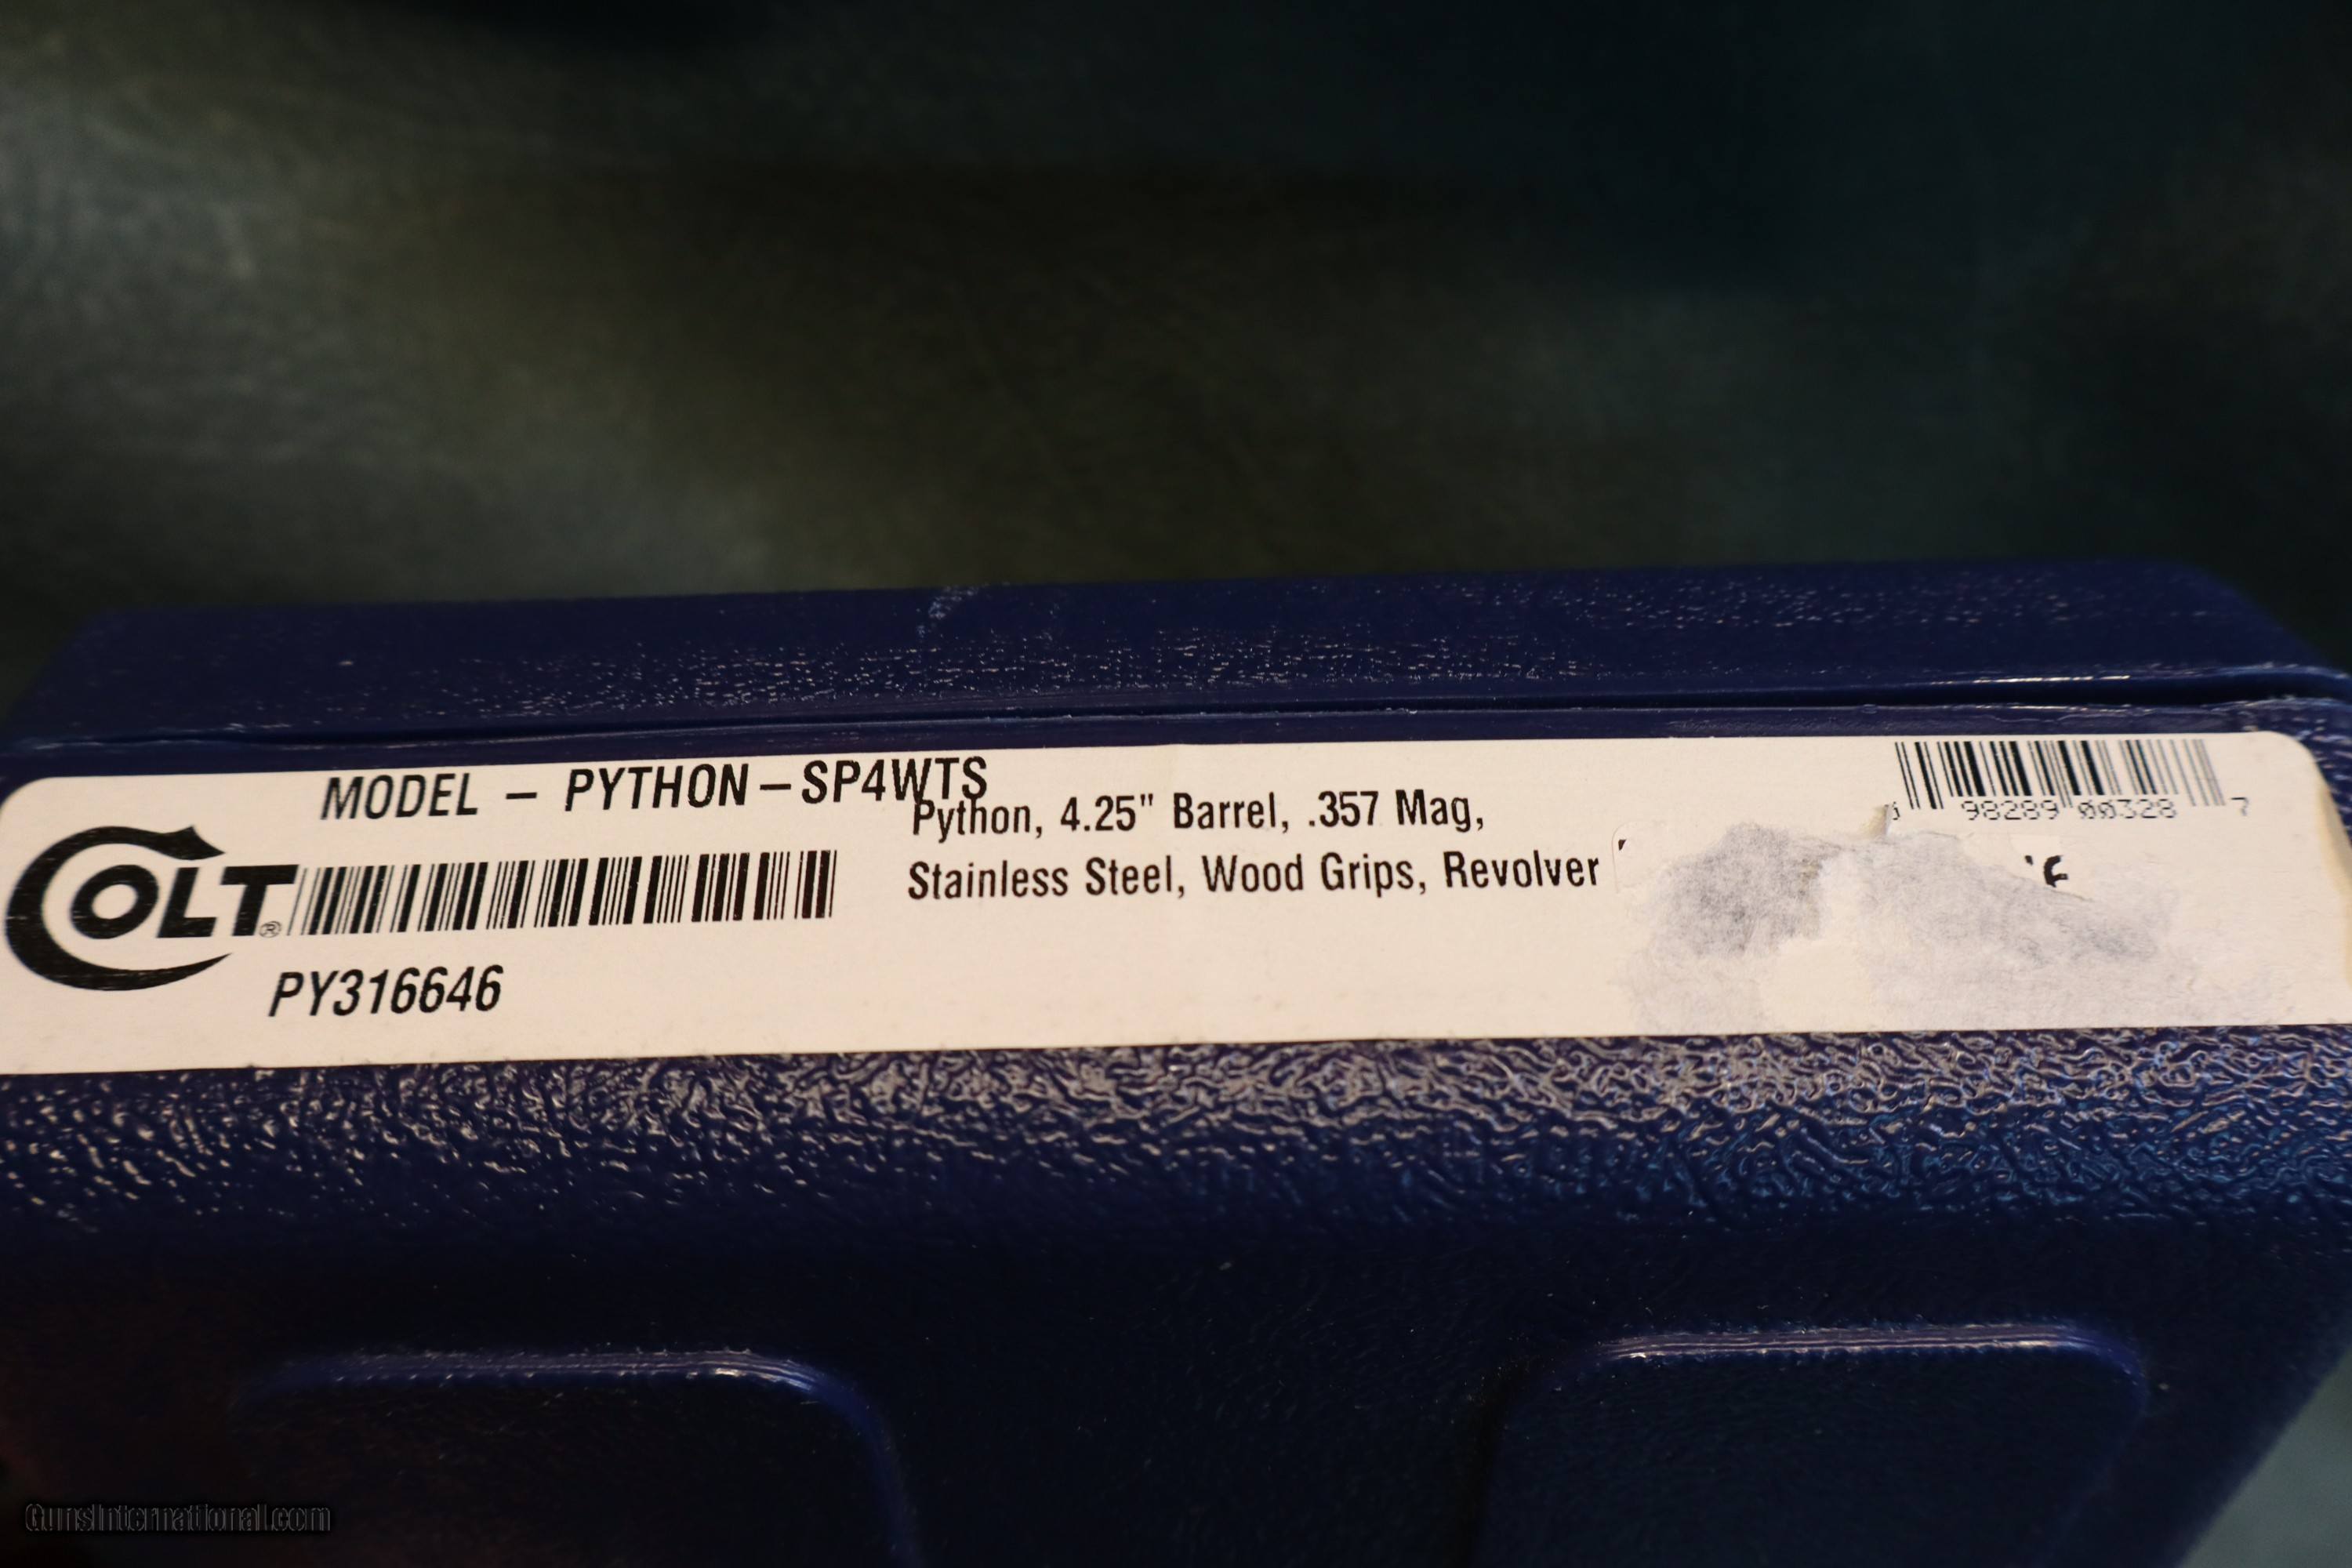 MODEL – PYTHON – SP4WTS
Python, 4.25" Barrel, .357 Mag,
Stainless Steel, Wood Grips, Revolver
COLT®
PY316646
0 98289 00328 7
GunsInternational.com